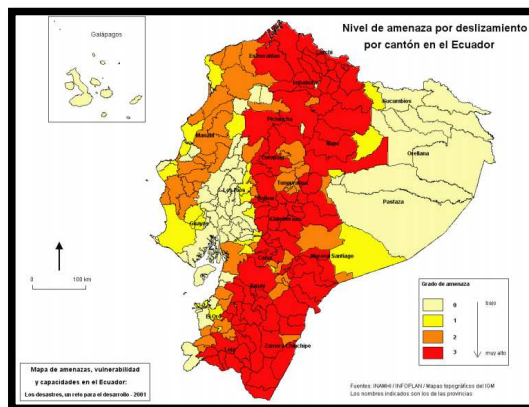 Galápagos
Nivel de amenaza por deslizamiento
por cantón en el Ecuador
Esmeraldas
Carchi
Imbabura
Sucumbíos
Pichincha
Manabí
Napo
Orellana
Cotopaxi
Tungurahua
Los Ríos
Bolívar
Pastaza
Guayas
Chimborazo
Morona Santiago
Cañar
Azuay
El Oro
Loja
Zamora Chinchipe
0 100 km
Grado de amenaza
0 bajo
1
2
3 muy alto
Mapa de amenazas, vulnerabilidad
y capacidades en el Ecuador:
Los desastres, un reto para el desarrollo - 2001
Fuentes: INAMHI / INFOPLAN / Mapas topográficos del IGM
Los nombres indicados son los de las provincias